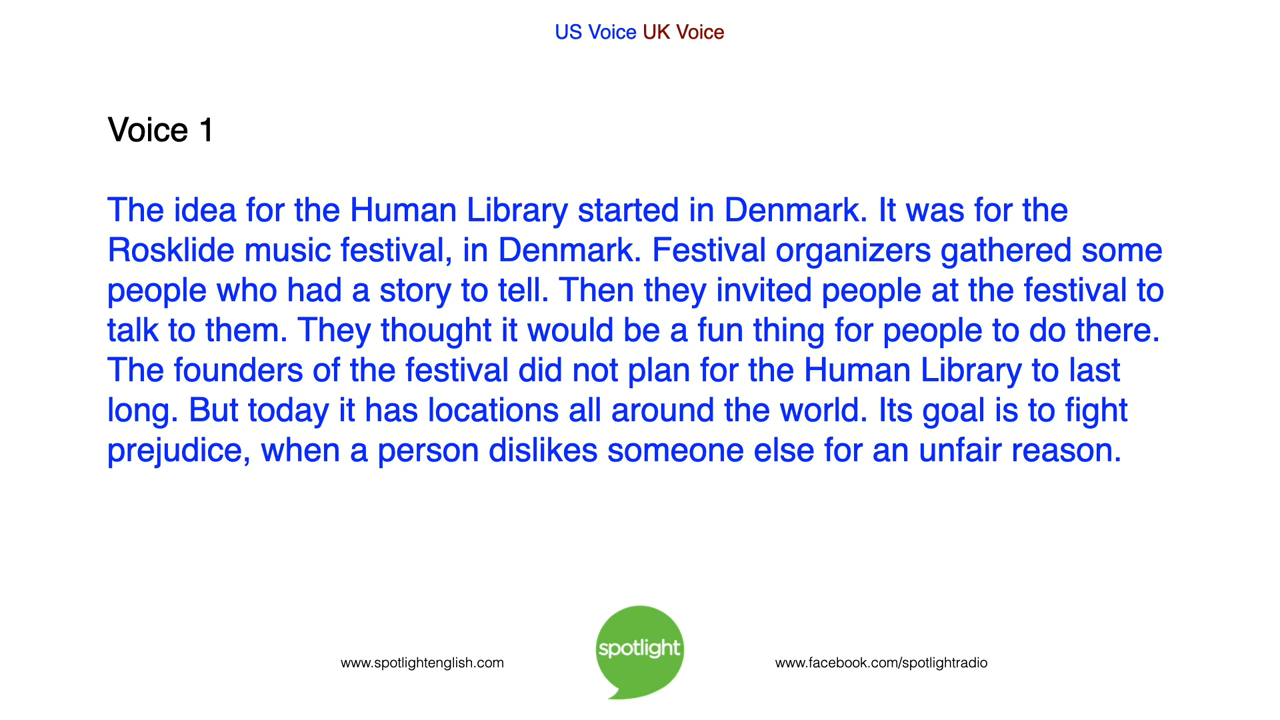 US Voice UK Voice
Voice 1
The idea for the Human Library started in Denmark. It was for the
Rosklide music festival, in Denmark. Festival organizers gathered some
people who had a story to tell. Then they invited people at the festival to
talk to them. They thought it would be a fun thing for people to do there.
The founders of the festival did not plan for the Human Library to last
long. But today it has locations all around the world. Its goal is to fight
prejudice, when a person dislikes someone else for an unfair reason.
www.spotlightenglish.com
spotlight
www.facebook.com/spotlightradio